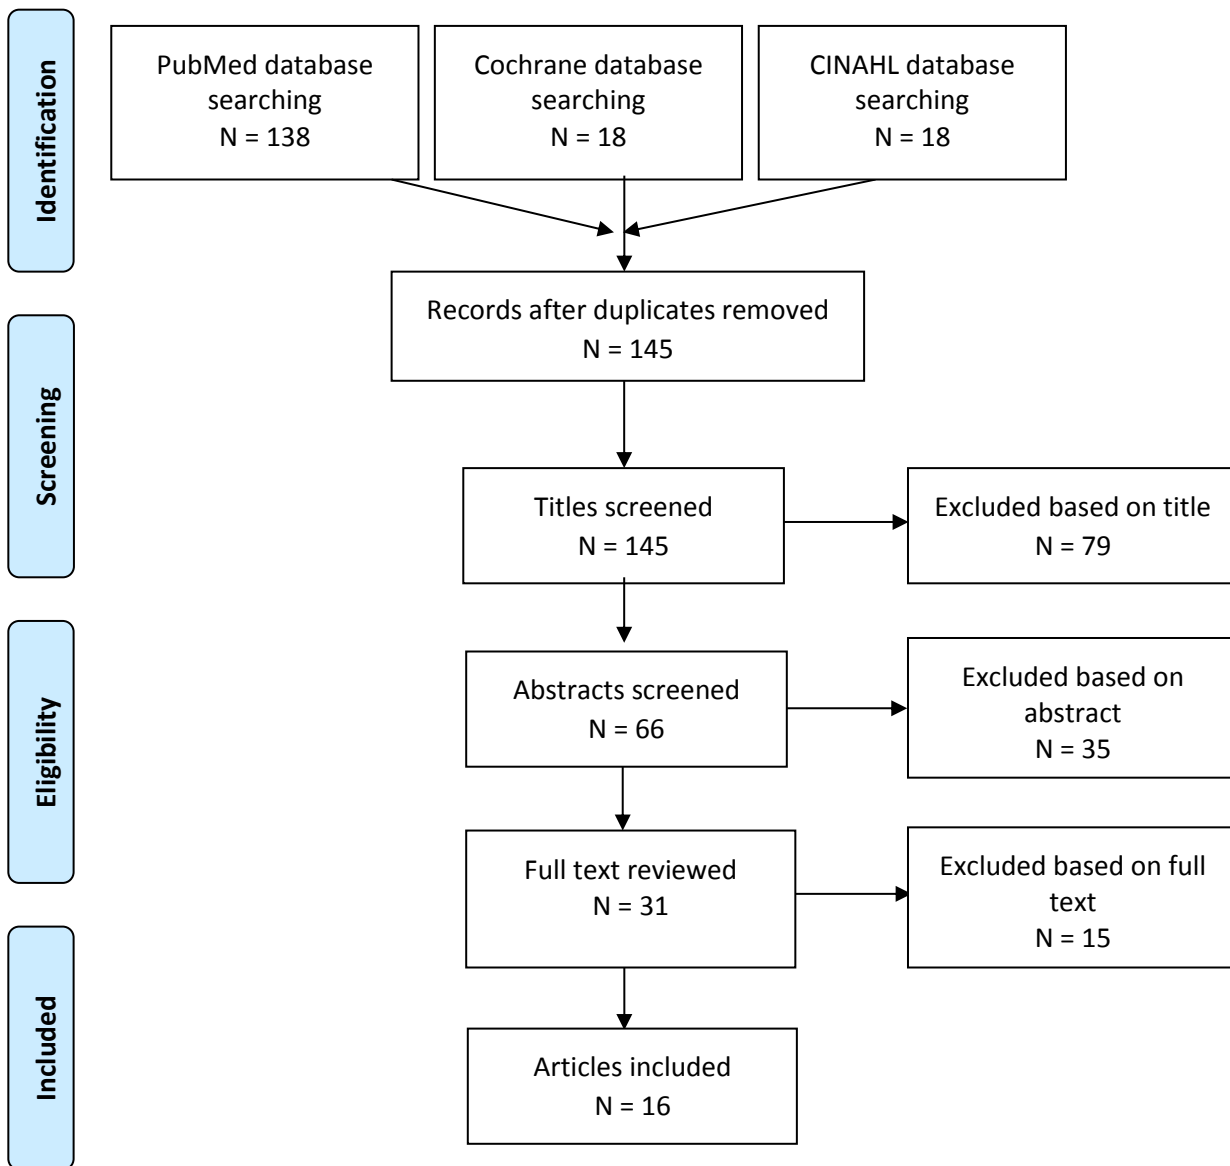 Identification
PubMed database
searching
N = 138
Cochrane database
searching
N = 18
CINAHL database
searching
N = 18
Records after duplicates removed
N = 145
Screening
Titles screened
N = 145
Excluded based on title
N = 79
Eligibility
Abstracts screened
N = 66
Excluded based on
abstract
N = 35
Full text reviewed
N = 31
Excluded based on full
text
N = 15
Included
Articles included
N = 16